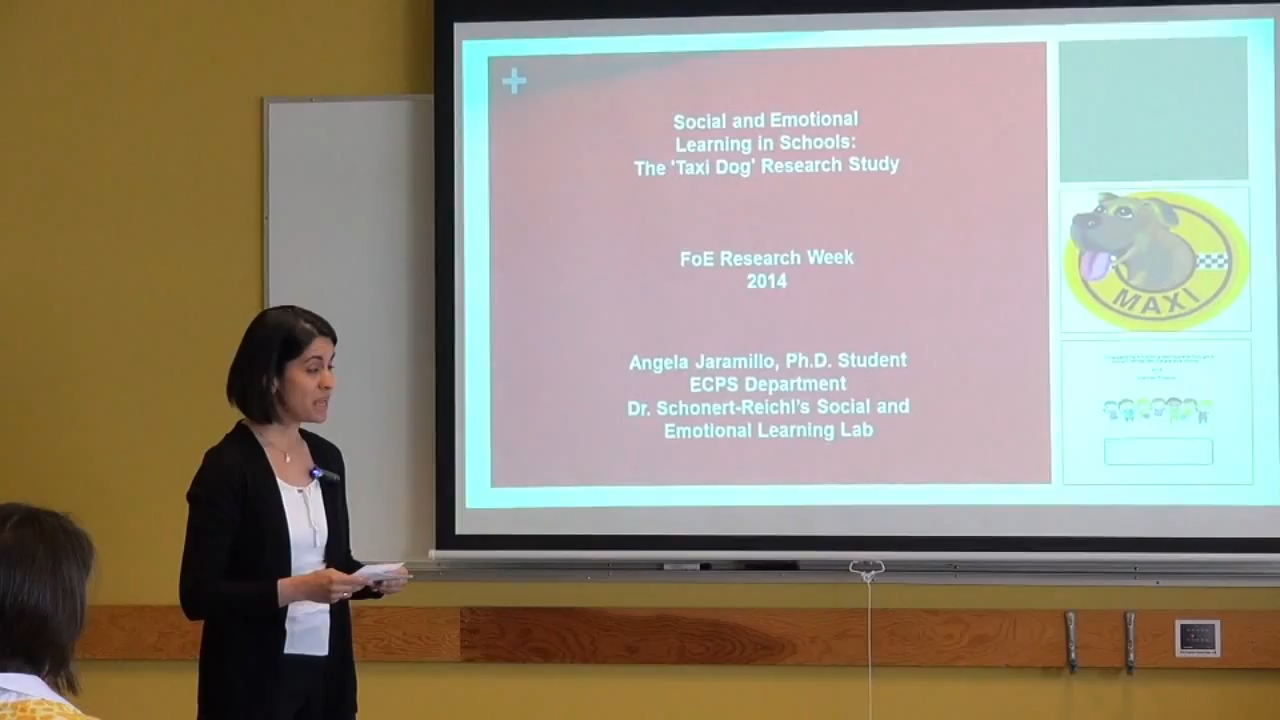 Social and Emotional
Learning in Schools:
The 'Taxi Dog' Research Study
FoE Research Week
2014
Angela Jaramillo, Ph.D. Student
ECPS Department
Dr. Schonert-Reichl's Social and
Emotional Learning Lab
MAXI